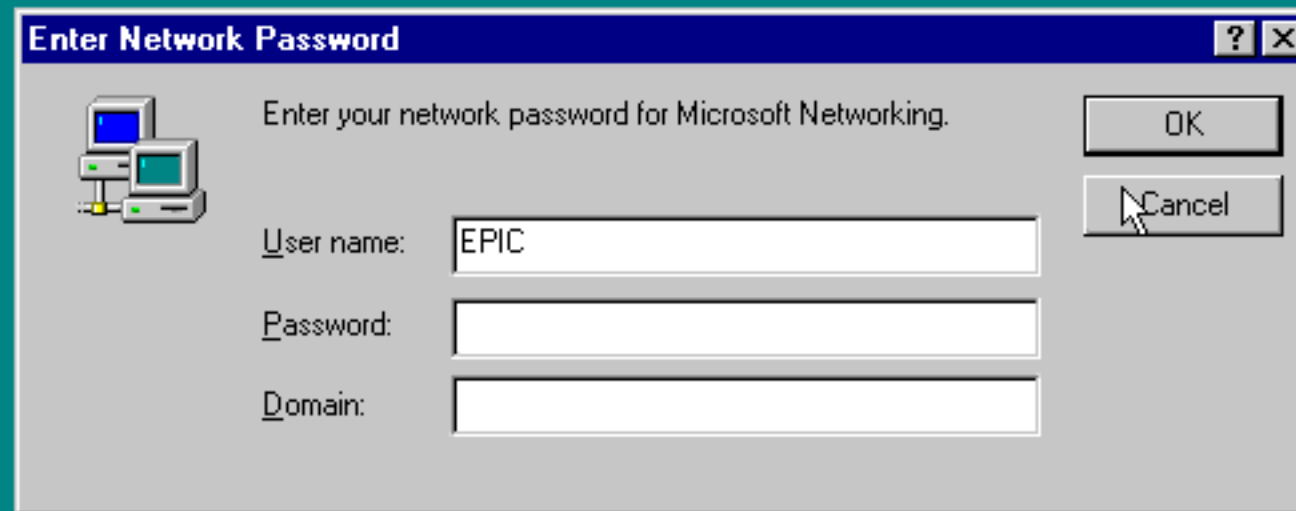 Enter Network Password
Enter your network password for Microsoft Networking.
OK
Cancel
User name: EPIC
Password:
Domain: